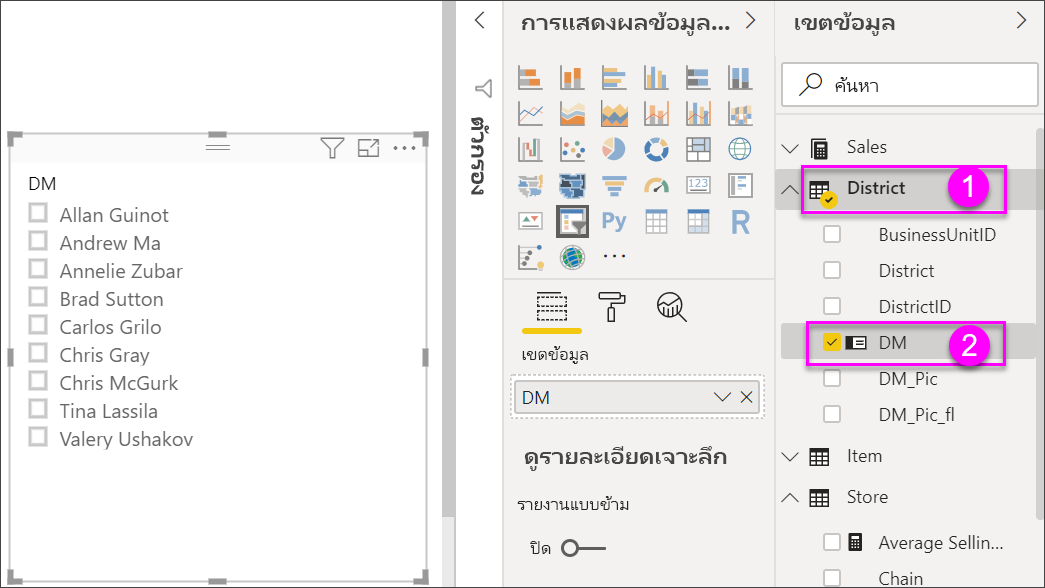 DM
Allan Guinot
Andrew Ma
Annelie Zubar
Brad Sutton
Carlos Grilo
Chris Gray
Chris McGurk
Tina Lassila
Valery Ushakov
ตัวกรอง
การแสดงผลข้อมูล...
123
Py
R
เขตข้อมูล
DM
ดูรายละเอียดเจาะลึก
รายงานแบบข้าม
ปิด
เขตข้อมูล
ค้นหา
Sales
District
1
BusinessUnitID
District
DistrictID
DM
2
DM_Pic
DM_Pic_fl
Item
Store
Average Sellin...
Chain